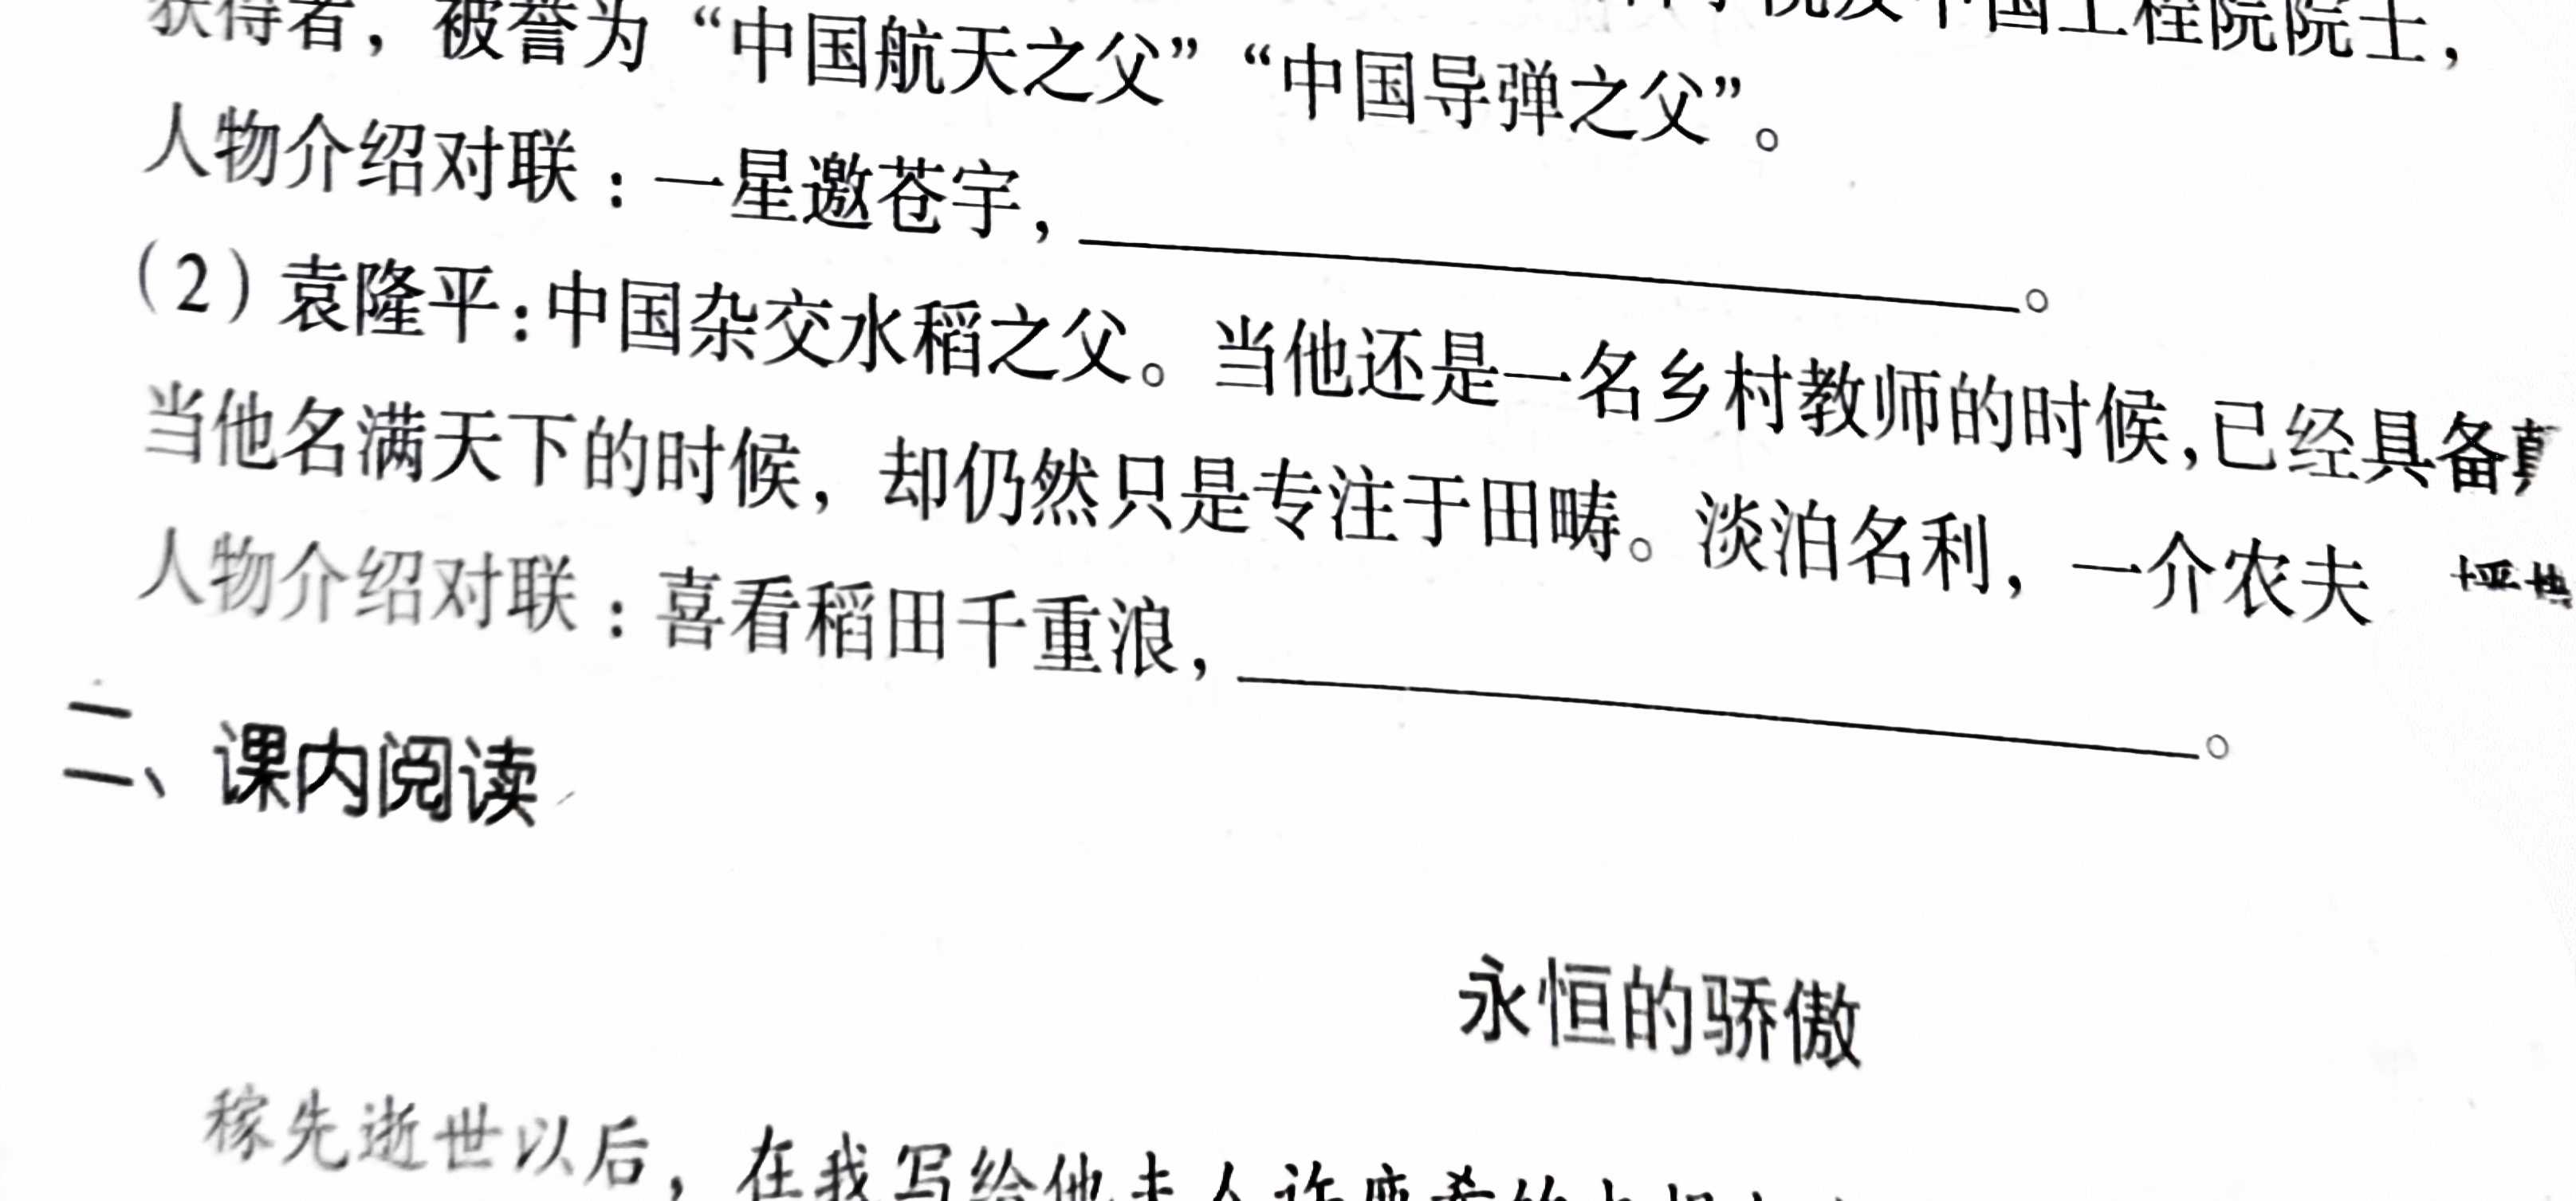 获得者，被誉为“中国航天之父”“中国导弹之父”。院及中国工程院院士，
人物介绍对联：一星邀苍宇，
（2）袁隆平：中国杂交水稻之父。当他还是一名乡村教师的时候，已经具备
当他名满天下的时候，却仍然只是专注于田畴。淡泊名利，一介农夫
人物介绍对联：喜看稻田千重浪，。
二、课内阅读
永恒的骄傲
稼先逝世以后，在我写给他夫人许鹿希的